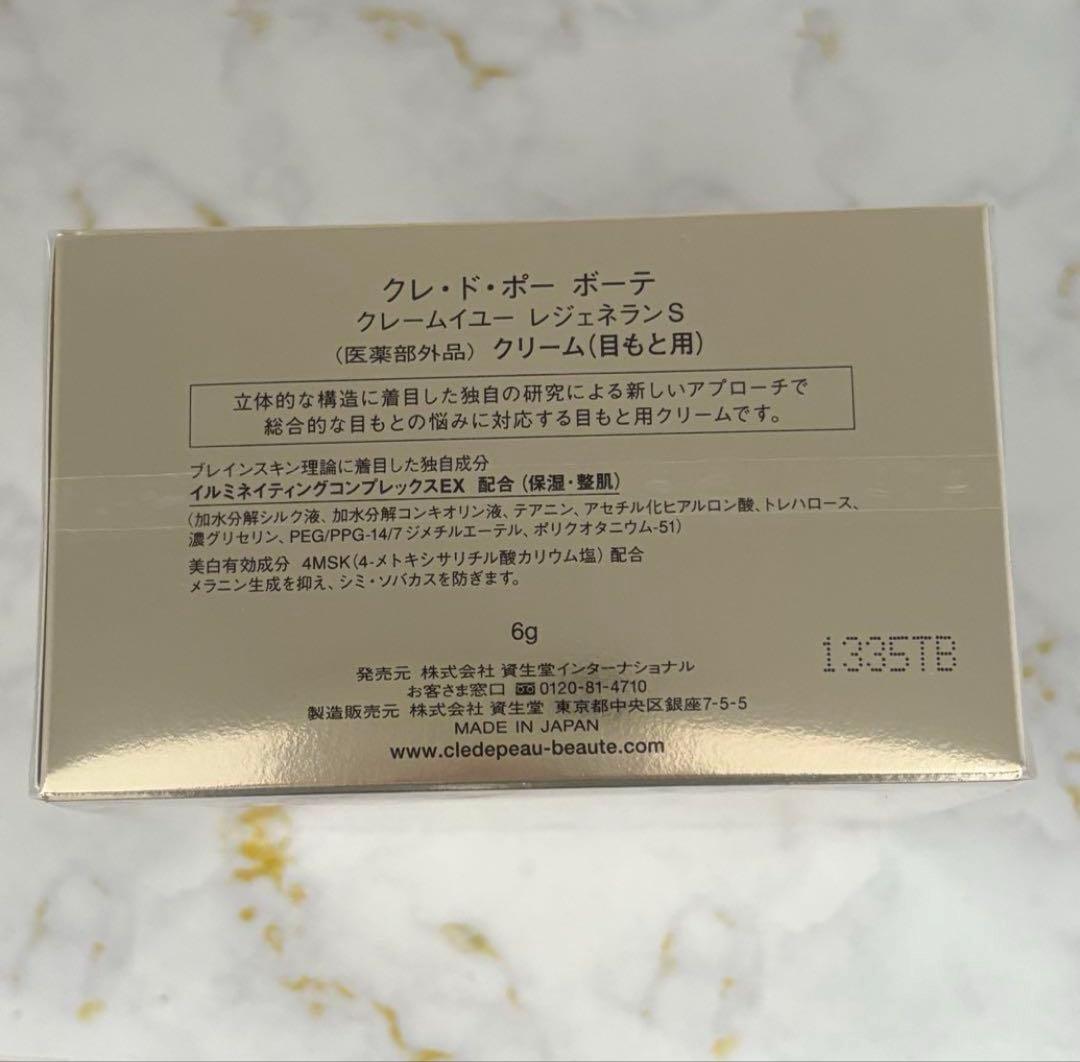 クレ・ド・ポー ボーテ
クレームイユー レジェネランS
（医薬部外品） クリーム（目もと用）
立体的な構造に着目した独自の研究による新しいアプローチで
総合的な目もとの悩みに対応する目もと用クリームです。
ブレインスキン理論に着目した独自成分
イルミネイティングコンプレックスEX 配合（保湿・整肌）
（加水分解シルク液、加水分解コンキオリン液、テアニン、アセチル化ヒアルロン酸、トレハロース、
濃グリセリン、PEG/PPG-14/7ジメチルエーテル、ポリクオタニウム-51）
美白有効成分 4MSK（4-メトキシサリチル酸カリウム塩）配合
メラニン生成を抑え、シミ・ソバカスを防ぎます。
6g
1335TB
発売元 株式会社 資生堂インターナショナル
お客さま窓口 0120-81-4710
製造販売元 株式会社 資生堂 東京都中央区銀座7-5-5
MADE IN JAPAN
www.cledepeau-beaute.com